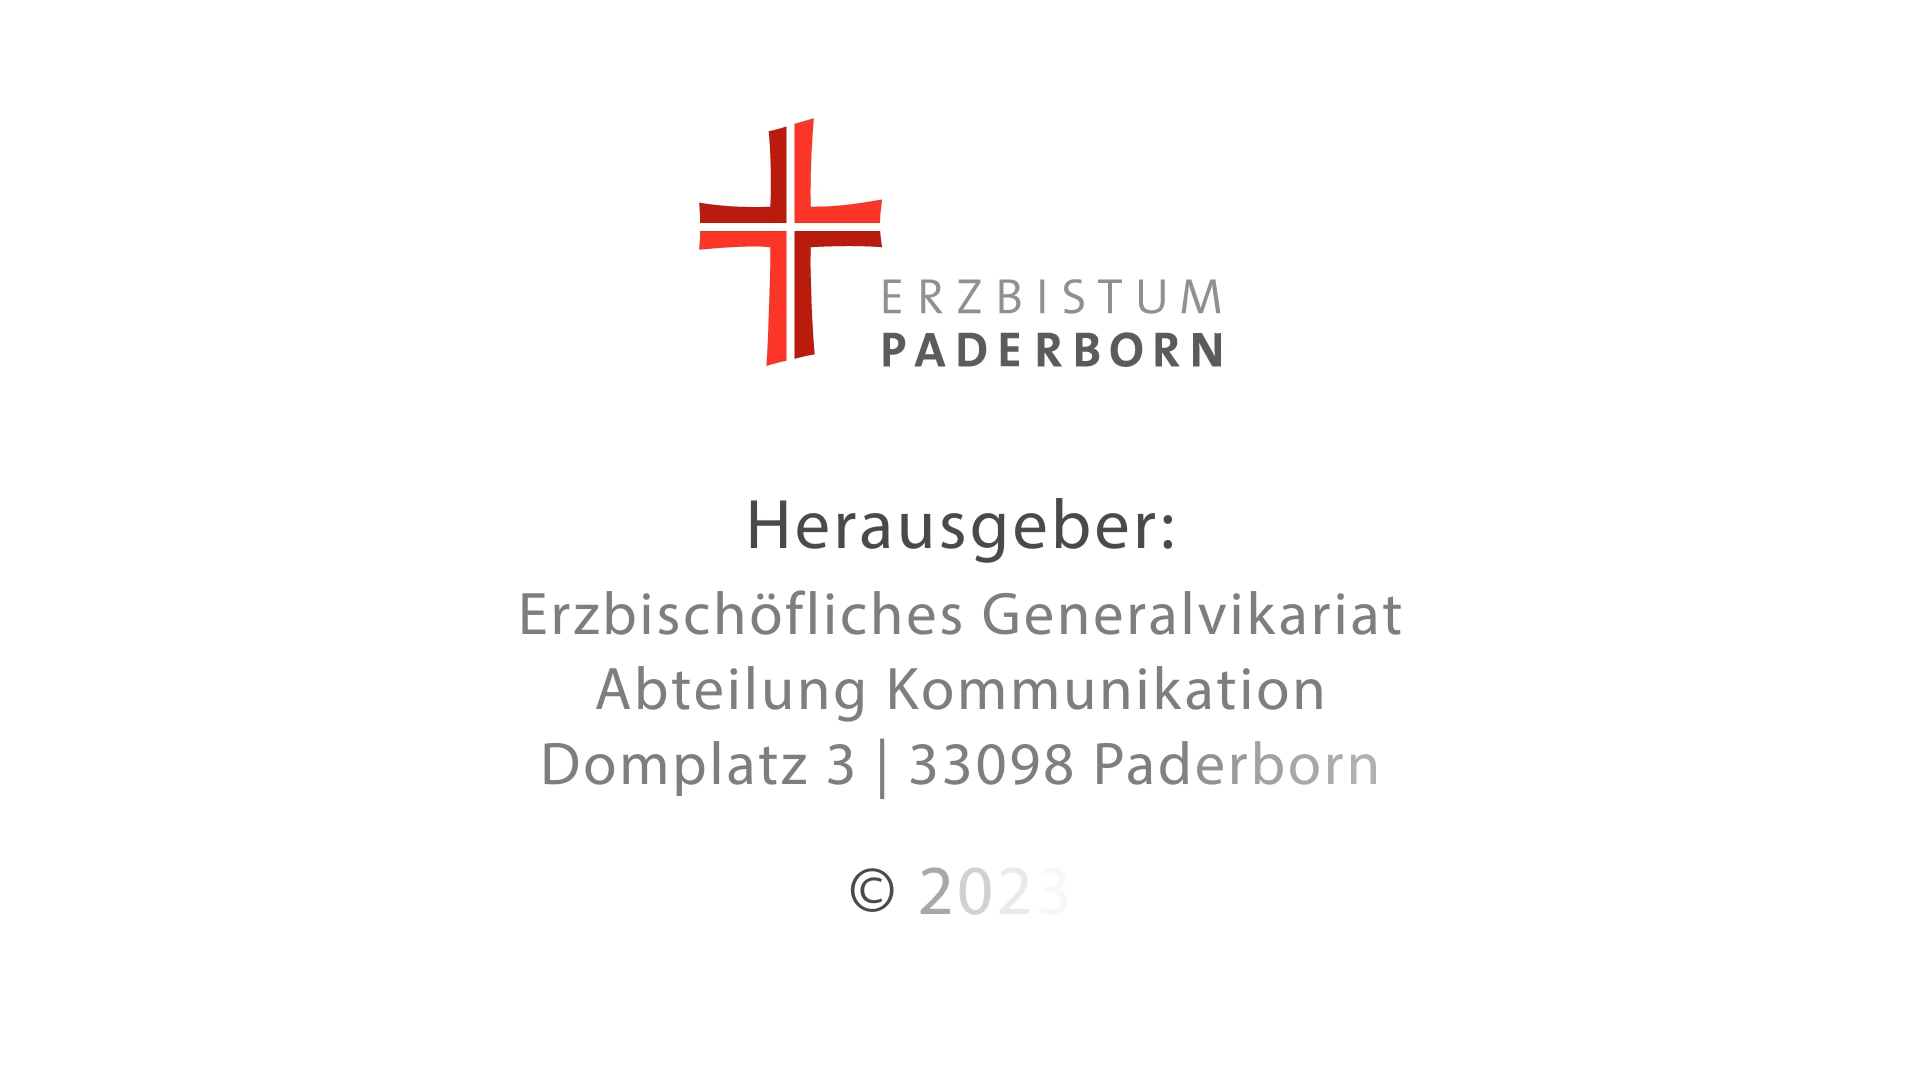 ERZBISTUM
PADERBORN
Herausgeber:
Erzbischöfliches Generalvikariat
Abteilung Kommunikation
Domplatz 3 | 33098 Paderborn
© 2023